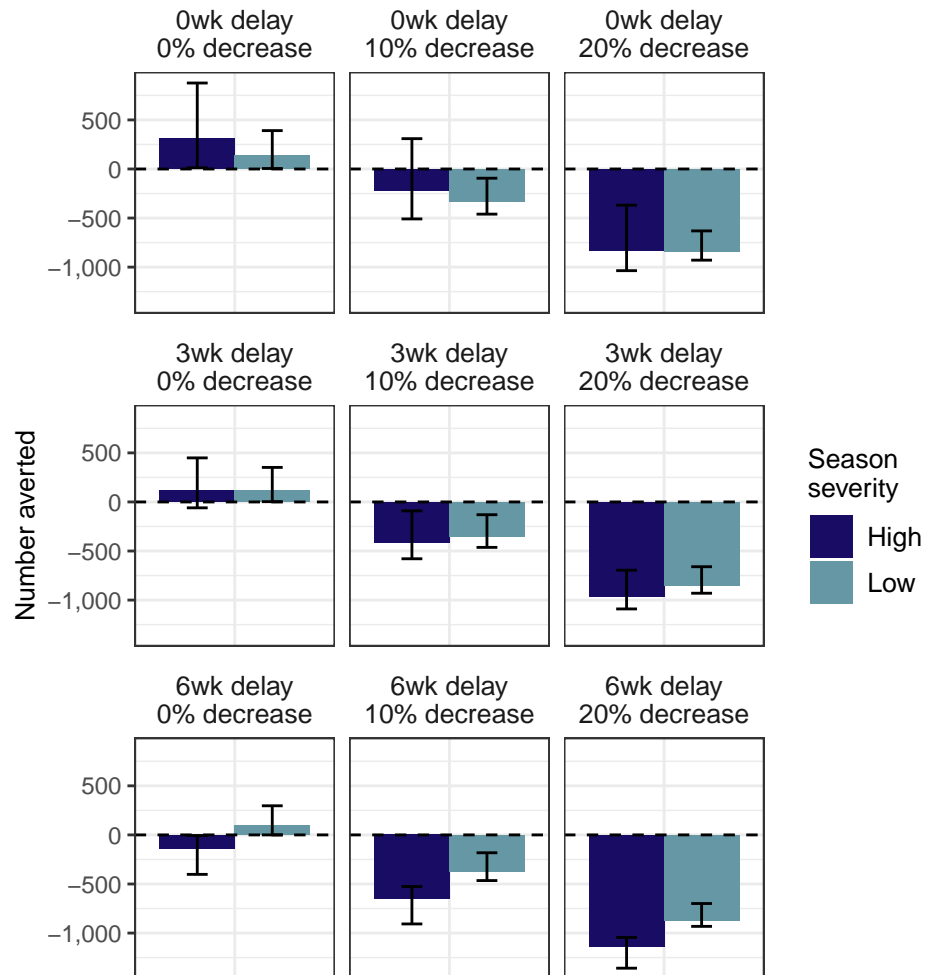 0wk delay
0% decrease
0wk delay
10% decrease
0wk delay
20% decrease
500
0
−500
−1,000
3wk delay
0% decrease
3wk delay
10% decrease
3wk delay
20% decrease
500
0
−500
−1,000
Number averted
Season
severity
High
Low
6wk delay
0% decrease
6wk delay
10% decrease
6wk delay
20% decrease
500
0
−500
−1,000